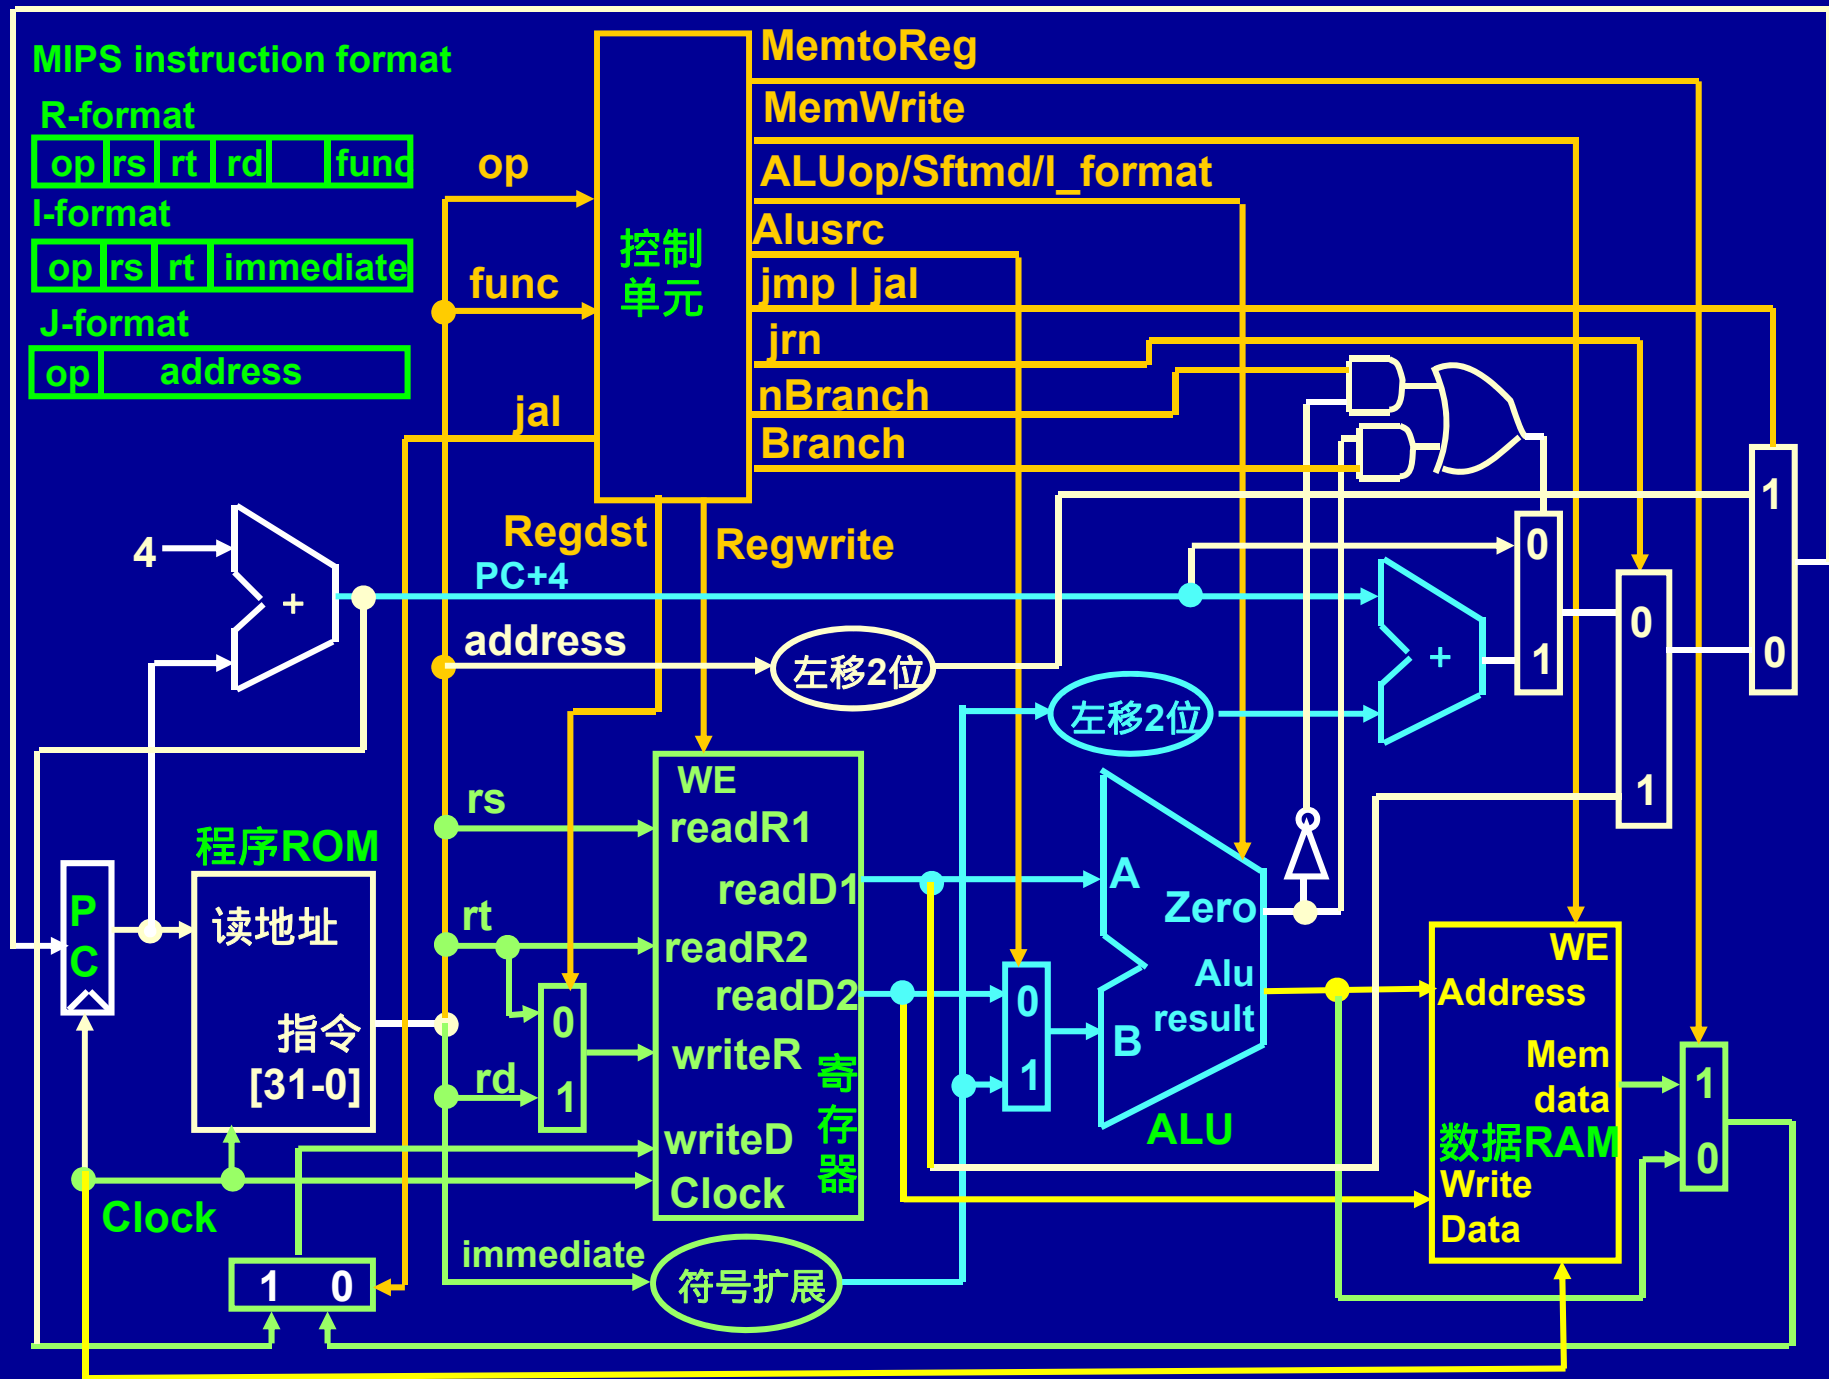 MIPS instruction format
R-format
op rs rt rd func
I-format
op rs rt immediate
J-format
op address
op
func
jal
控制
单元
MemtoReg
MemWrite
ALUop/Sftmd/I_format
Alusrc
jmp | jal
jrn
nBranch
Branch
Regdst
Regwrite
4
+
PC+4
address
左移2位
左移2位
+
0
1
0
1
1
0
P
C
程序ROM
读地址
指令
[31-0]
rs
rt
rd
0
1
WE
readR1
readD1
readR2
readD2
writeR
writeD
Clock
寄
存
器
0
1
A
B
Zero
Alu
result
ALU
WE
Address
Mem
data
数据RAM
Write
Data
1
0
Clock
1 0
immediate
符号扩展